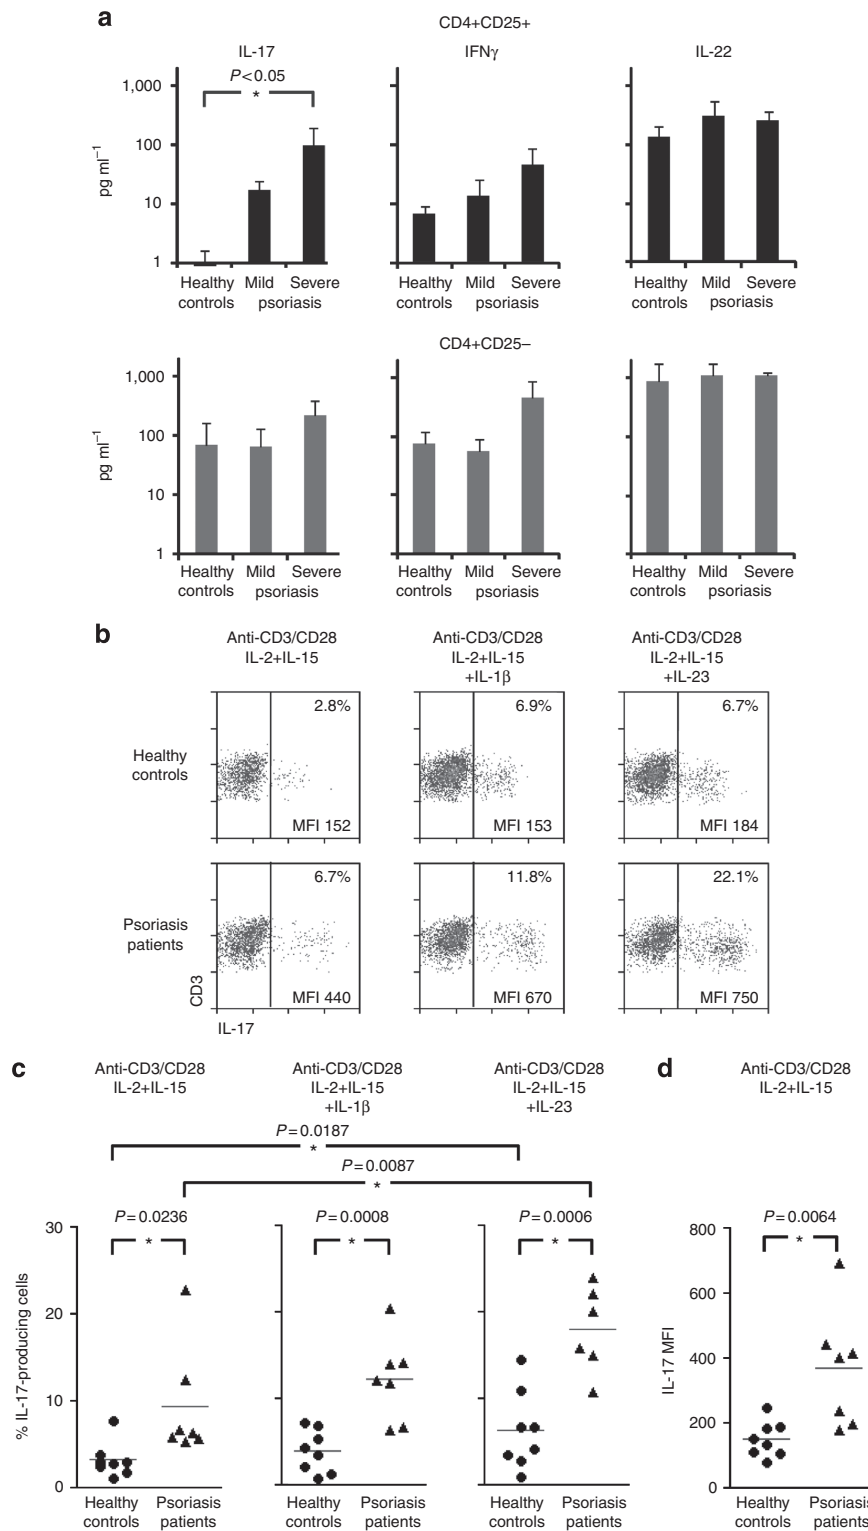 a
CD4+CD25+
IL-17
IFNγ
IL-22
P<0.05
*
1,000
100
10
1
pg ml⁻¹
Healthy controls
Mild
Severe
psoriasis
Healthy controls
Mild
Severe
psoriasis
Healthy controls
Mild
Severe
psoriasis
CD4+CD25–
1,000
100
10
1
pg ml⁻¹
Healthy controls
Mild
Severe
psoriasis
Healthy controls
Mild
Severe
psoriasis
Healthy controls
Mild
Severe
psoriasis
b
Anti-CD3/CD28
IL-2+IL-15
Anti-CD3/CD28
IL-2+IL-15
+IL-1β
Anti-CD3/CD28
IL-2+IL-15
+IL-23
Healthy
controls
2.8%
MFI 152
6.9%
MFI 153
6.7%
MFI 184
Psoriasis
patients
6.7%
MFI 440
11.8%
MFI 670
22.1%
MFI 750
CD3
IL-17
c
Anti-CD3/CD28
IL-2+IL-15
Anti-CD3/CD28
IL-2+IL-15
+IL-1β
Anti-CD3/CD28
IL-2+IL-15
+IL-23
P=0.0187
*
P=0.0087
*
P=0.0236
*
P=0.0008
*
P=0.0006
*
30
20
10
0
% IL-17-producing cells
Healthy
controls
Psoriasis
patients
Healthy
controls
Psoriasis
patients
Healthy
controls
Psoriasis
patients
d
Anti-CD3/CD28
IL-2+IL-15
P=0.0064
*
800
600
400
200
0
IL-17 MFI
Healthy
controls
Psoriasis
patients